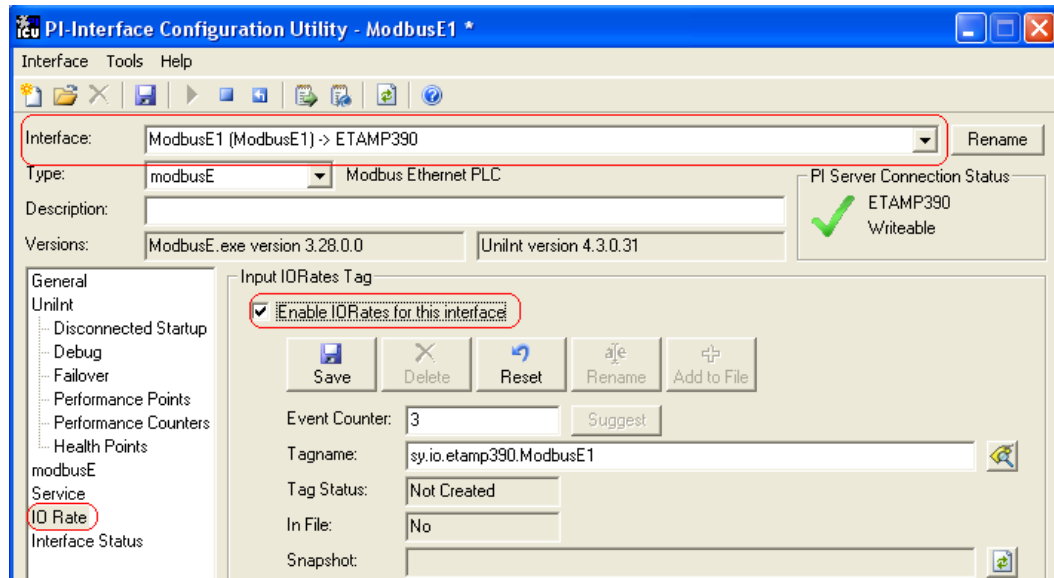 PI-Interface Configuration Utility - ModbusE1 *
Interface Tools Help
Interface: ModbusE1 (ModbusE1) -> ETAMP390 Rename
Type: modbusE Modbus Ethernet PLC
PI Server Connection Status
ETAMP390
Writeable
Description:
Versions: ModbusE.exe version 3.28.0.0 UniInt version 4.3.0.31
General
UniInt
Disconnected Startup
Debug
Failover
Performance Points
Performance Counters
Health Points
modbusE
Service
IO Rate
Interface Status
Input IORates Tag
Enable IORates for this interface
Save Delete Reset Rename Add to File
Event Counter: 3 Suggest
Tagname: sy.io.etamp390.ModbusE1
Tag Status: Not Created
In File: No
Snapshot: